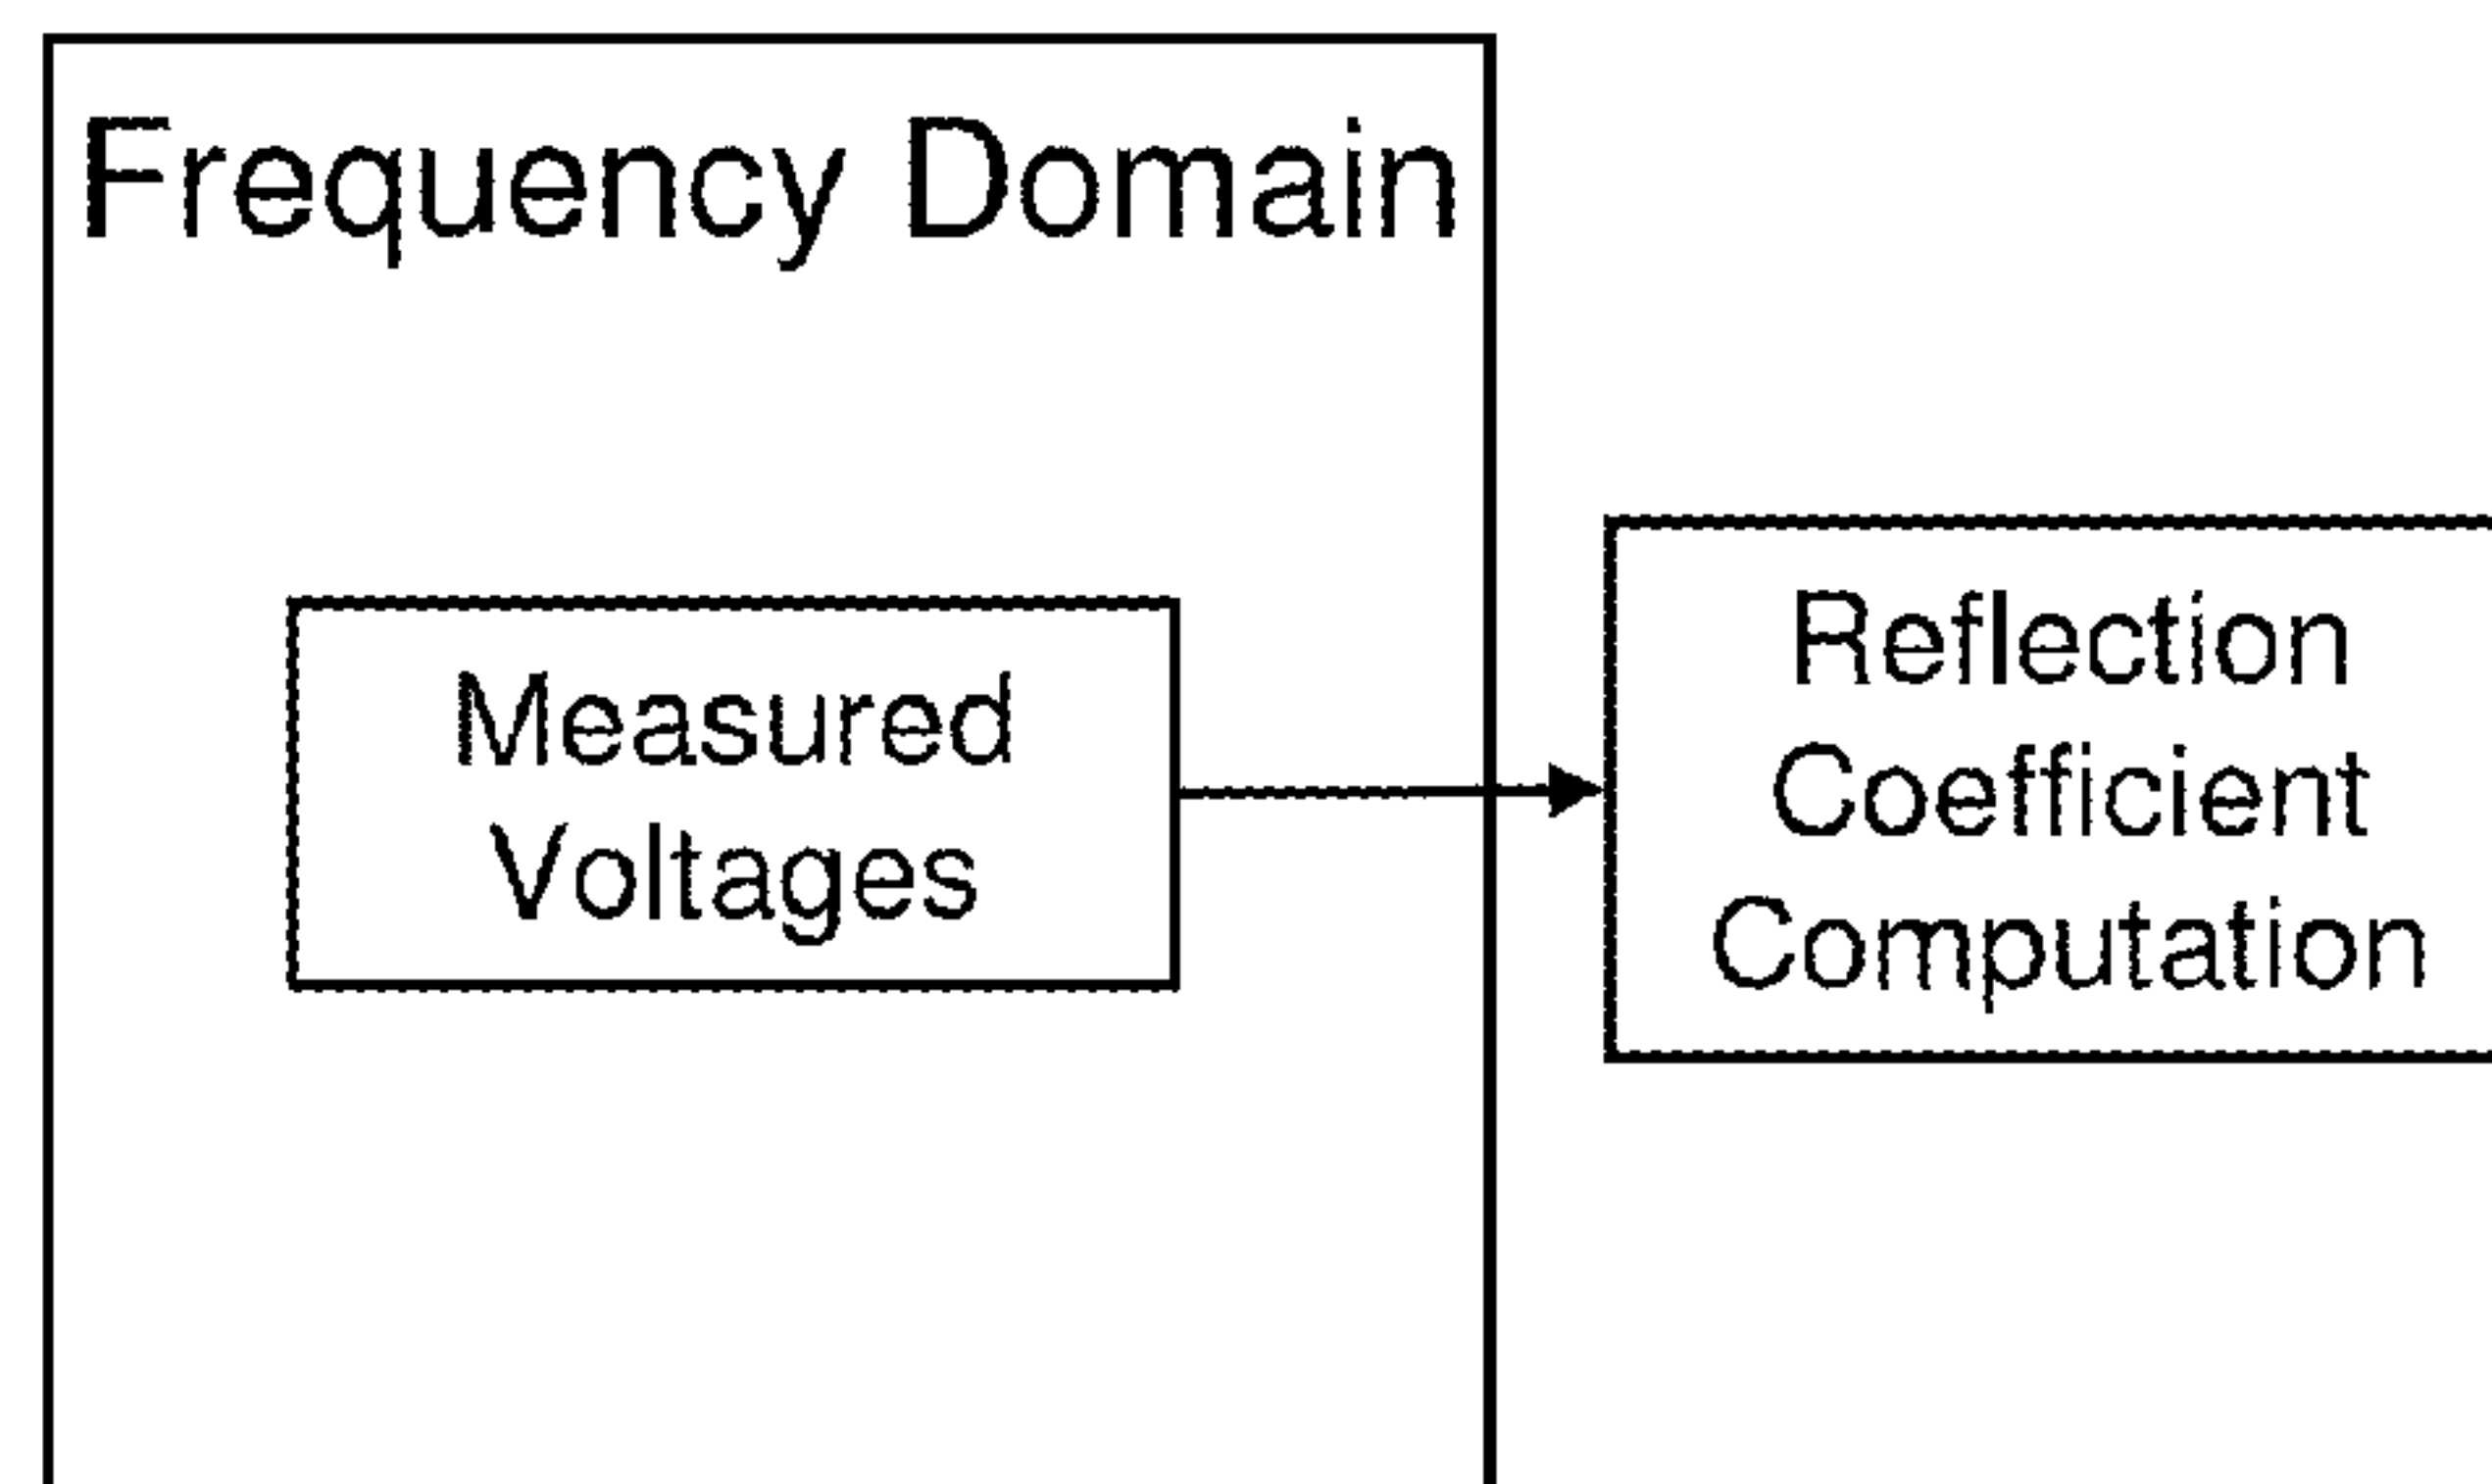 Frequency Domain
Measured
Voltages
Reflection
Coefficient
Computation